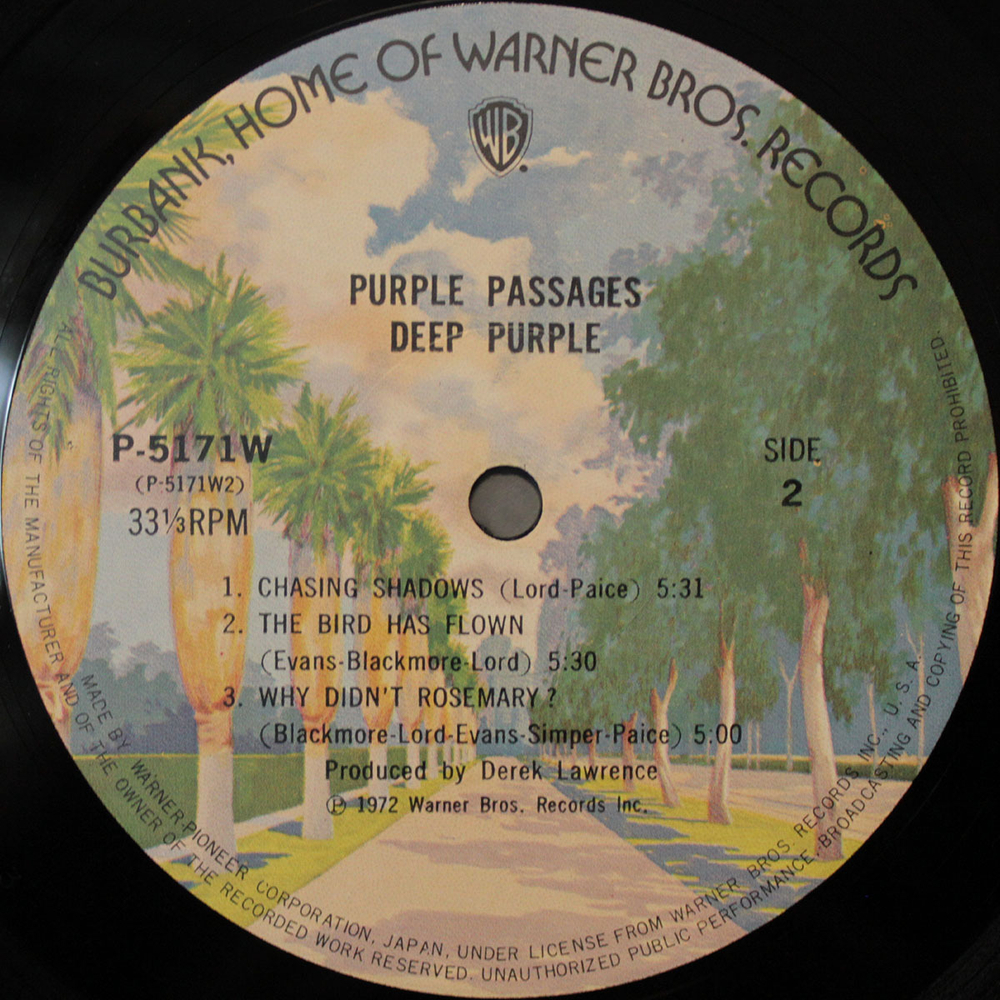 BURBANK, HOME OF WARNER BROS. RECORDS
WB
PURPLE PASSAGES
DEEP PURPLE
P-5171W
(P-5171W2)
33⅓RPM
SIDE
2
1. CHASING SHADOWS (Lord-Paice) 5:31
2. THE BIRD HAS FLOWN
(Evans-Blackmore-Lord) 5:30
3. WHY DIDN'T ROSEMARY?
(Blackmore-Lord-Evans-Simper-Paice) 5:00
Produced by Derek Lawrence
℗ 1972 Warner Bros. Records Inc.
MADE BY WARNER-PIONEER CORPORATION, JAPAN, UNDER LICENSE FROM WARNER BROS. RECORDS INC., U. S. A.
ALL RIGHTS OF THE MANUFACTURER AND OF THE OWNER OF THE RECORDED WORK RESERVED. UNAUTHORIZED PUBLIC PERFORMANCE, BROADCASTING AND COPYING OF THIS RECORD PROHIBITED.